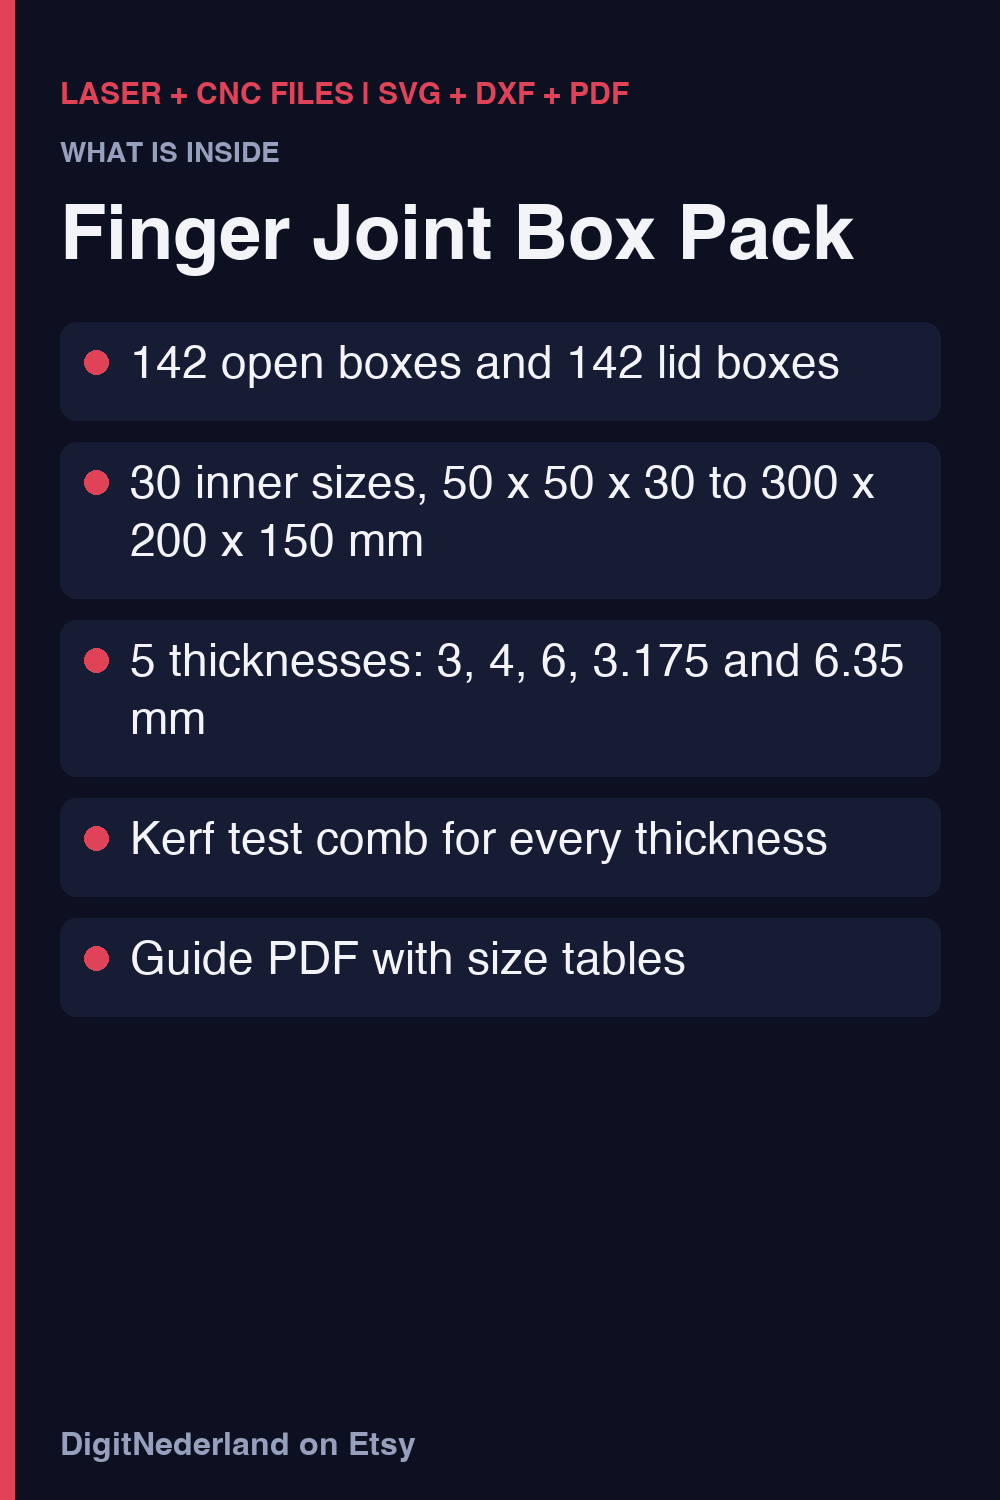 LASER + CNC FILES | SVG + DXF + PDF
WHAT IS INSIDE
Finger Joint Box Pack
142 open boxes and 142 lid boxes
30 inner sizes, 50 x 50 x 30 to 300 x
200 x 150 mm
5 thicknesses: 3, 4, 6, 3.175 and 6.35
mm
Kerf test comb for every thickness
Guide PDF with size tables
DigitNederland on Etsy